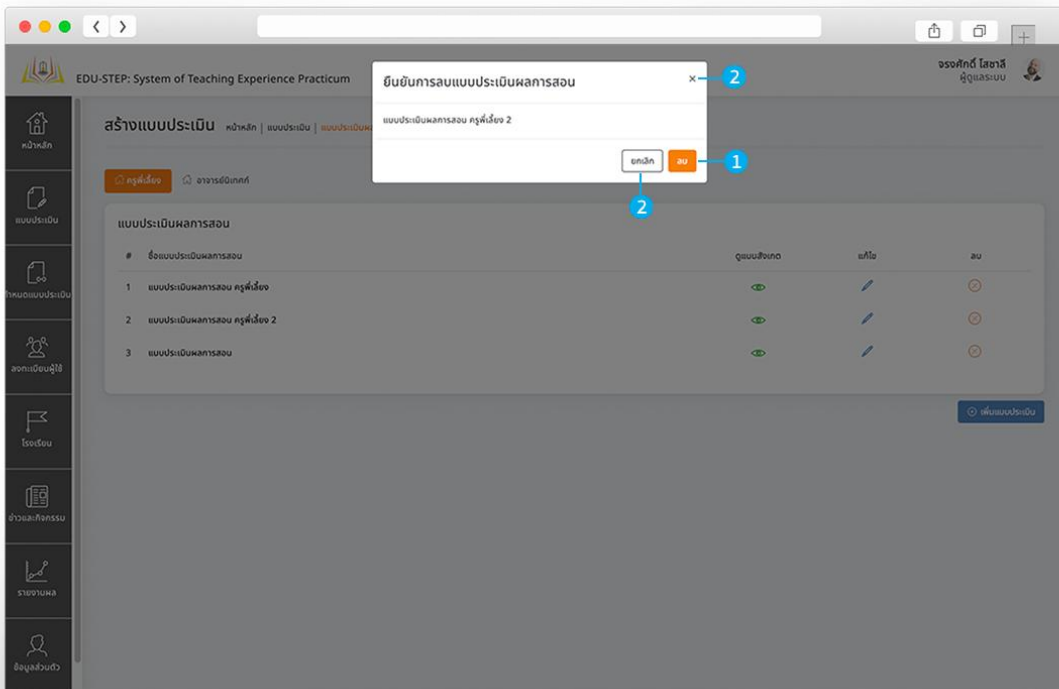 EDU-STEP: System of Teaching Experience Practicum
จรงศักดิ์ โสชาลี
ผู้ดูแลระบบ
ยืนยันการลบแบบประเมินผลการสอน
× 2
แบบประเมินผลการสอน ครูพี่เลี้ยง 2
ยกเลิก ลบ 1
2
สร้างแบบประเมิน หน้าหลัก | แบบประเมิน |
ครูพี่เลี้ยง อาจารย์นิเทศก์
แบบประเมินผลการสอน
# ชื่อแบบประเมินผลการสอน ดูแบบสังเกต แก้ไข ลบ
1 แบบประเมินผลการสอน ครูพี่เลี้ยง
2 แบบประเมินผลการสอน ครูพี่เลี้ยง 2
3 แบบประเมินผลการสอน
เพิ่มแบบประเมิน
หน้าหลัก
แบบประเมิน
กำหนดแบบประเมิน
ลงทะเบียนผู้ใช้
โรงเรียน
ข่าวและกิจกรรม
รายงานผล
ข้อมูลส่วนตัว